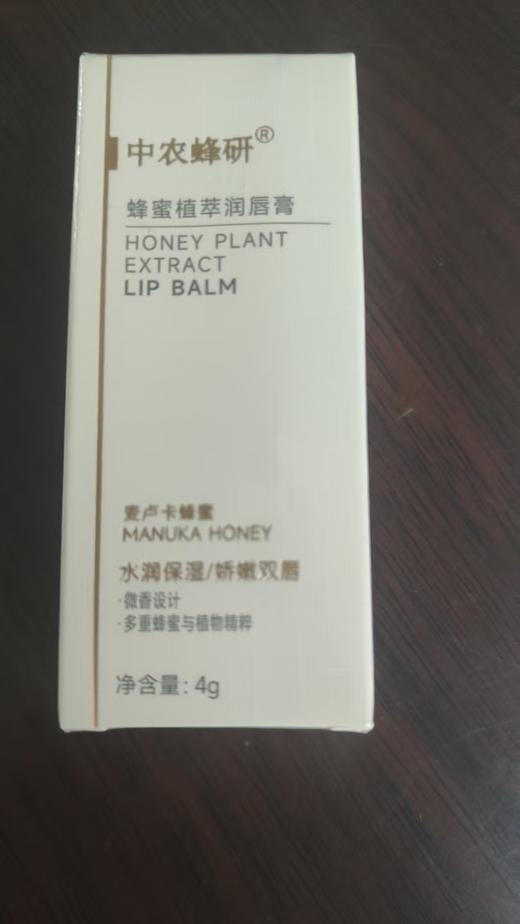 中农蜂研®
蜂蜜植萃润唇膏
HONEY PLANT
EXTRACT
LIP BALM
麦卢卡蜂蜜
MANUKA HONEY
水润保湿/娇嫩双唇
·微香设计
·多重蜂蜜与植物精粹
净含量: 4g